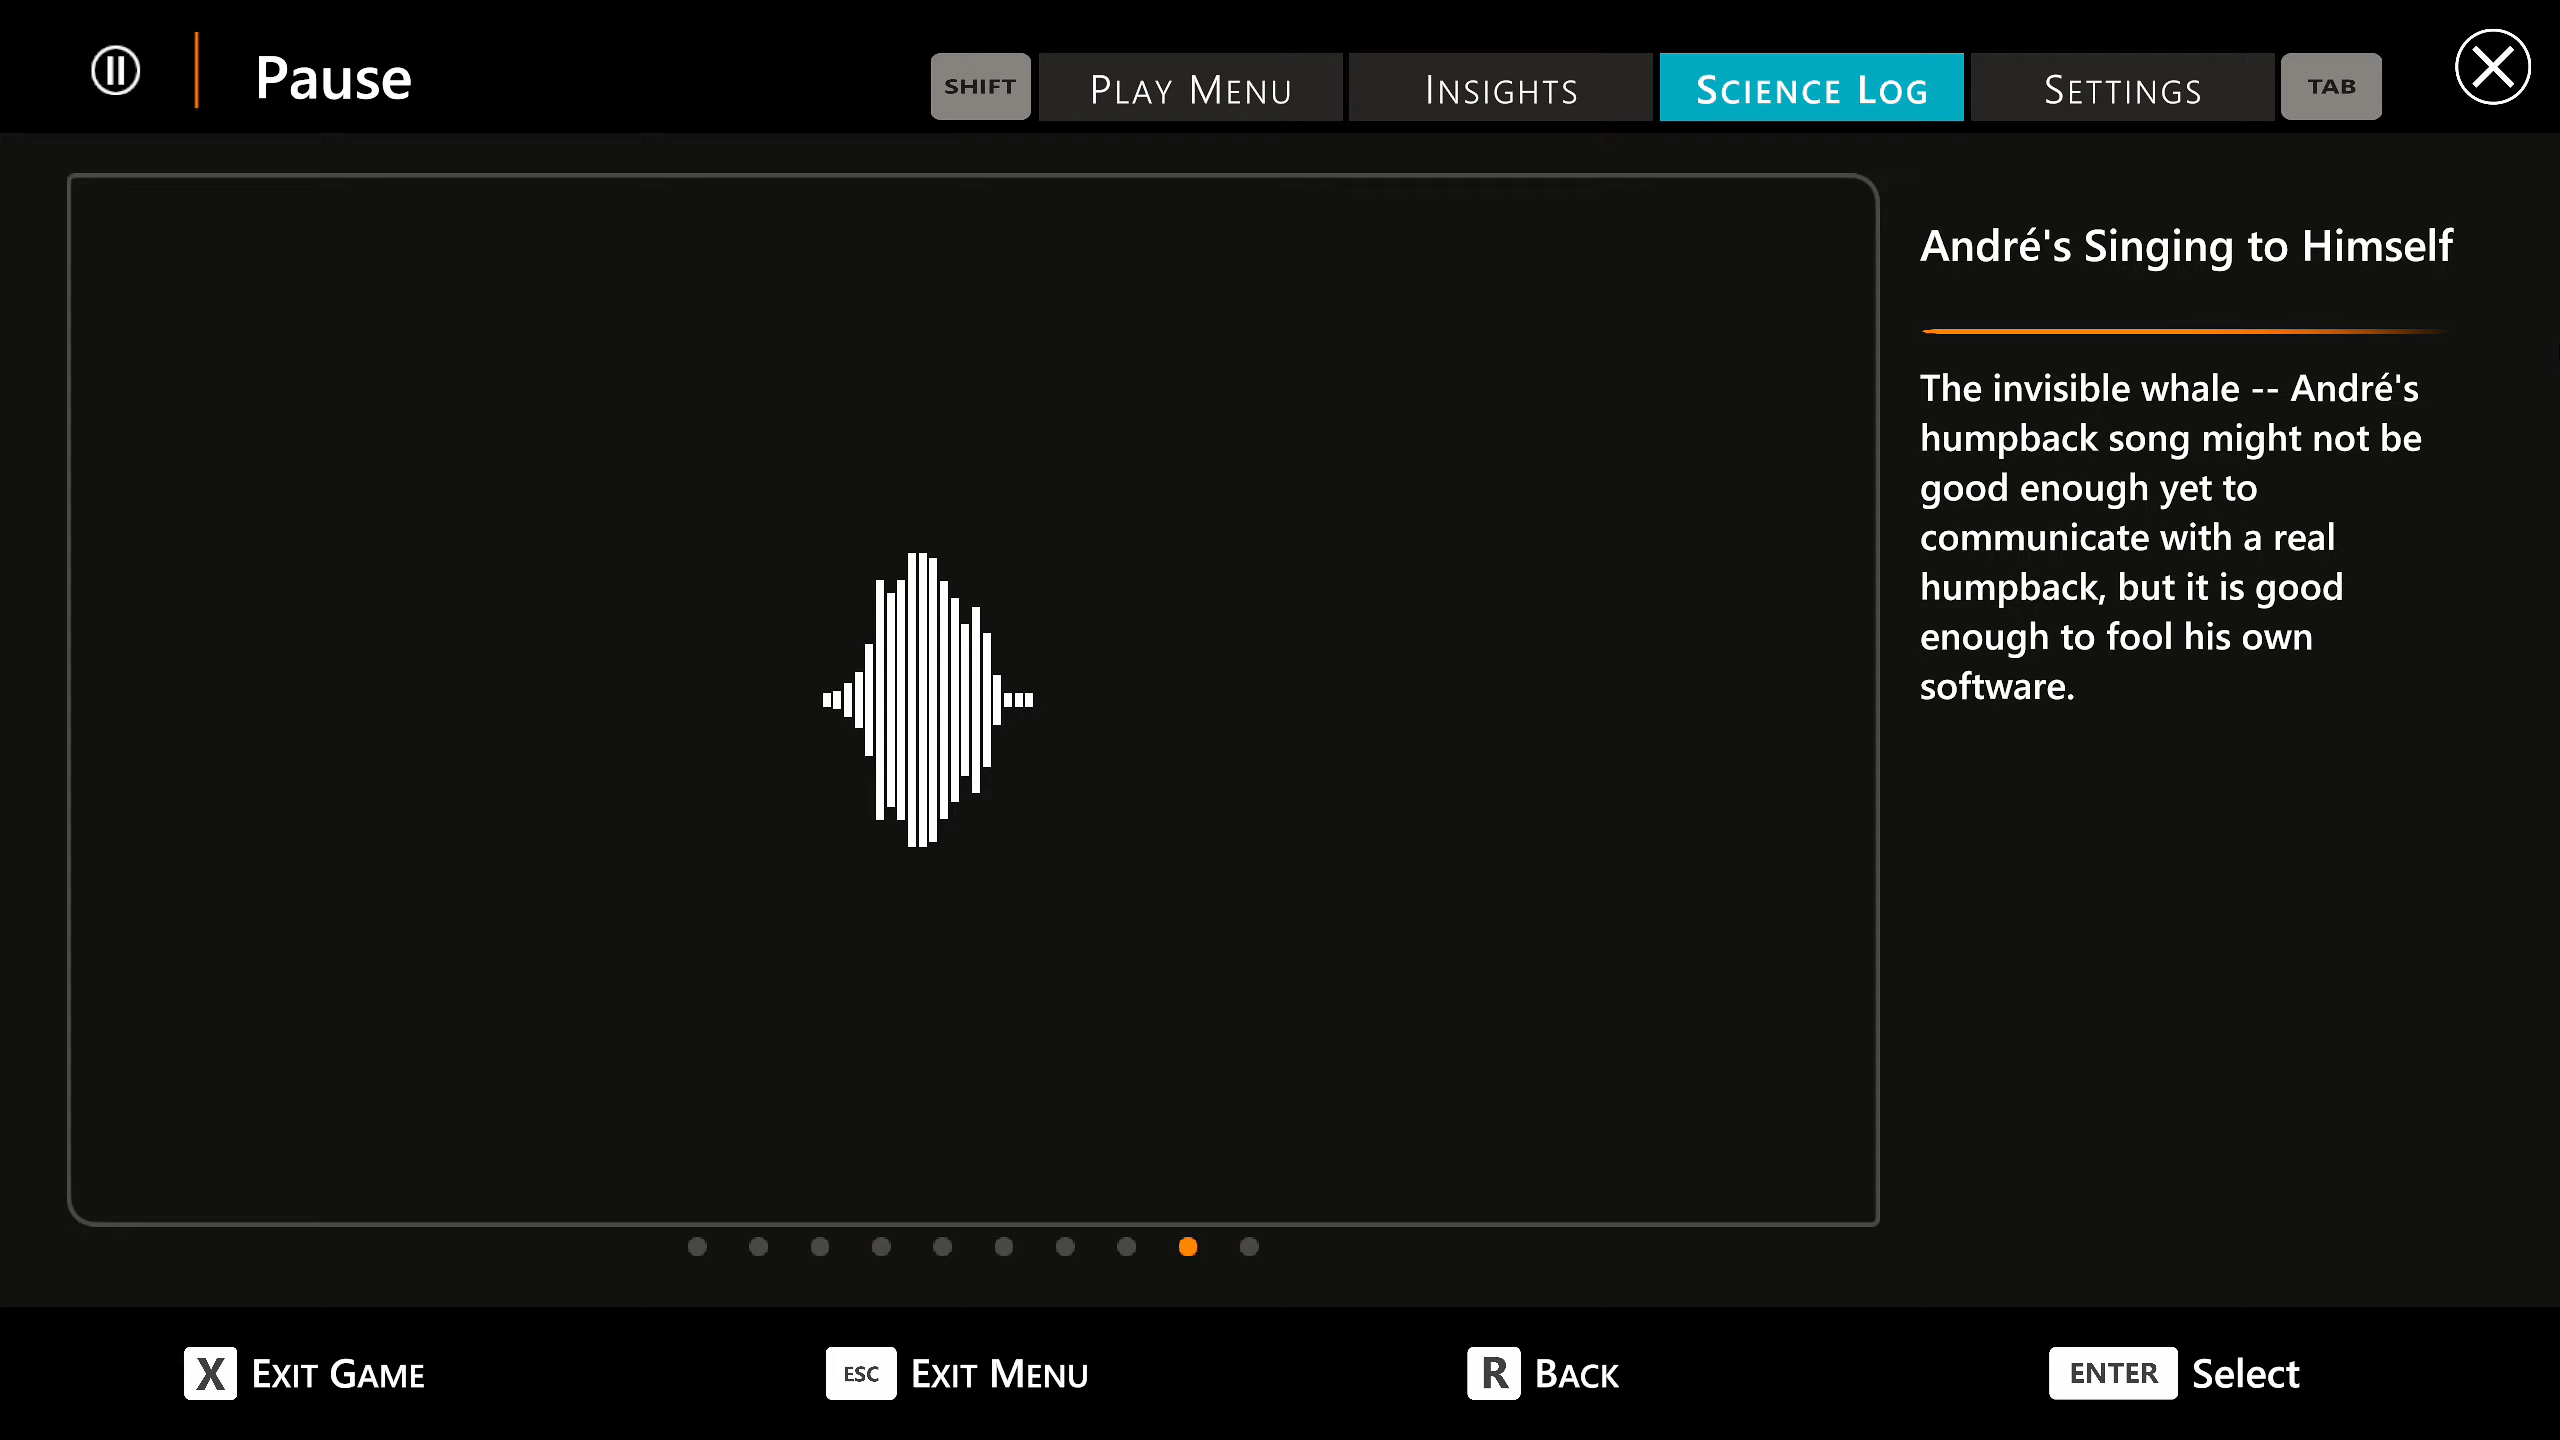 Pause
SHIFT
PLAY MENU
INSIGHTS
SCIENCE LOG
SETTINGS
TAB
André's Singing to Himself
The invisible whale -- André's
humpback song might not be
good enough yet to
communicate with a real
humpback, but it is good
enough to fool his own
software.
X EXIT GAME
ESC EXIT MENU
R BACK
ENTER Select